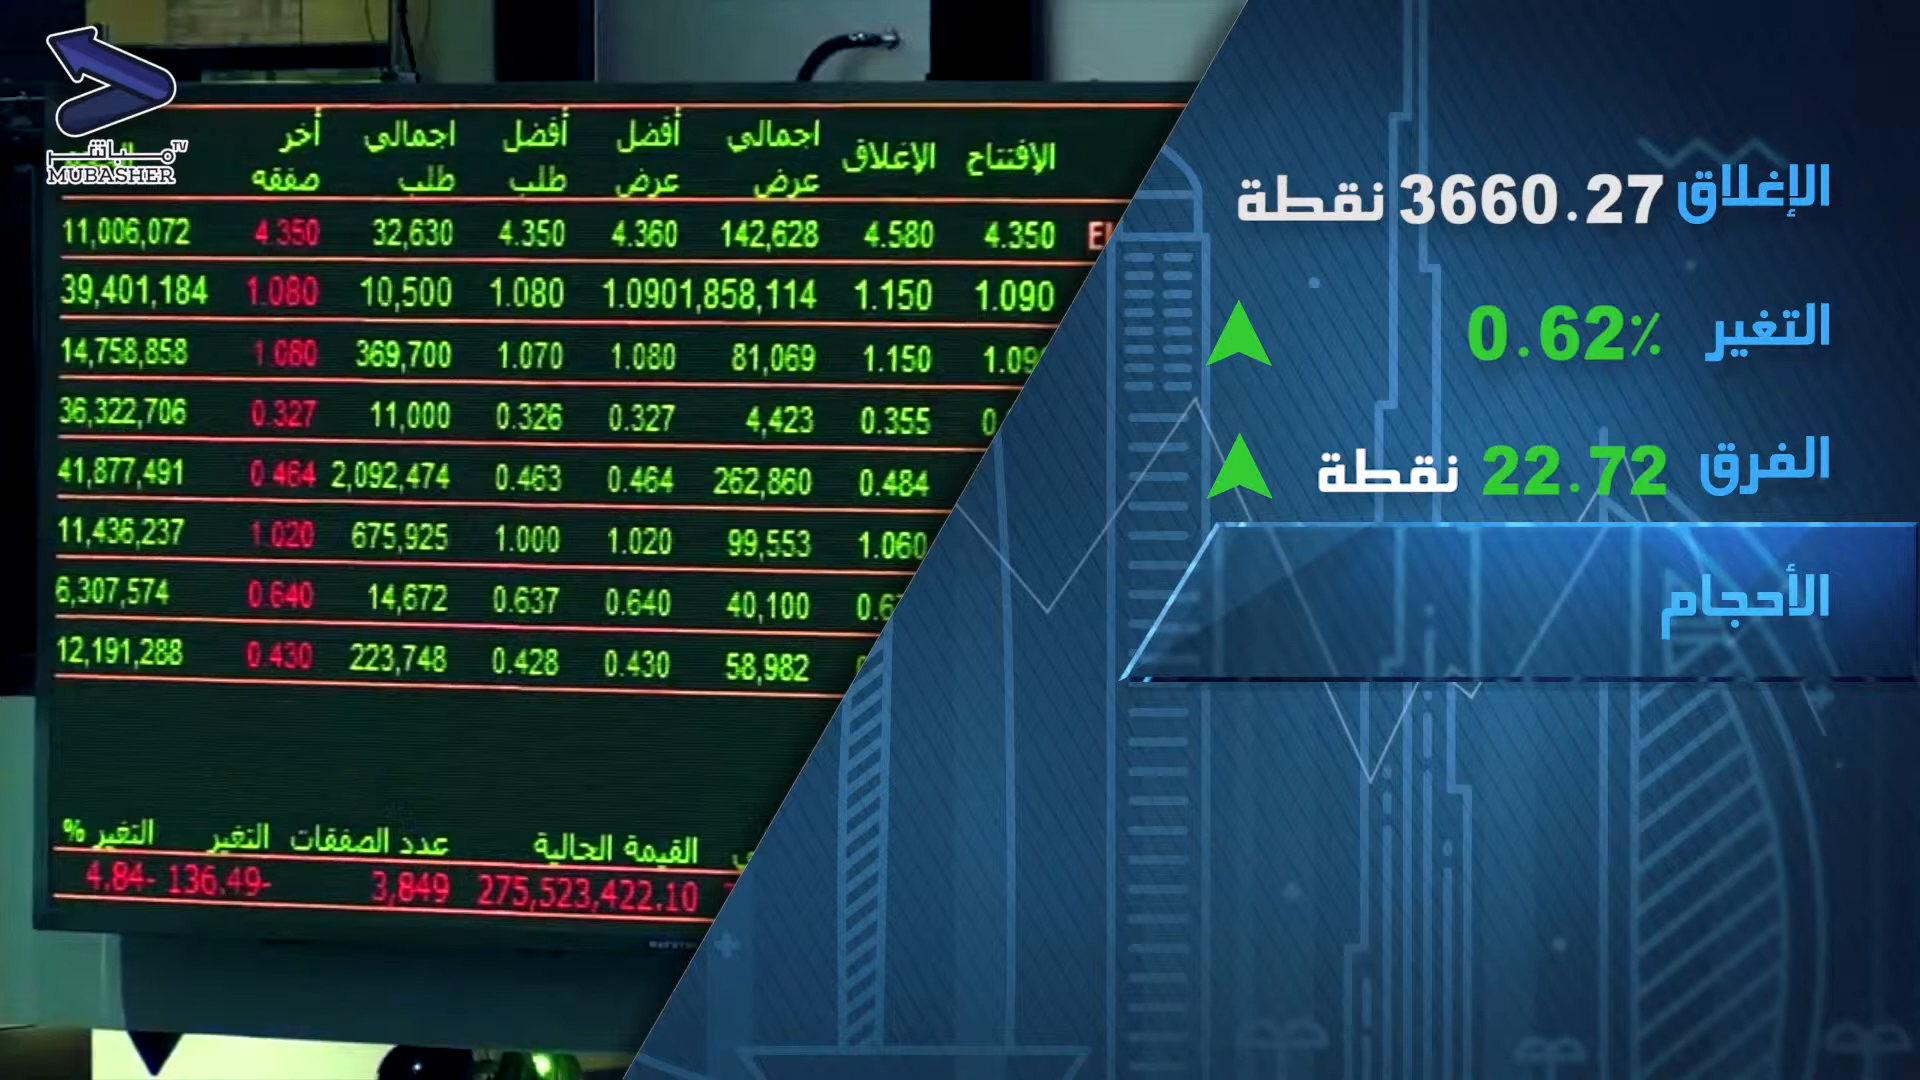 مباشر TV
MUBASHER
الإفتتاح الإغلاق اجمالي عرض أفضل عرض أفضل طلب اجمالي طلب أخر صفقه
4.350 4.580 142,628 4.360 4.350 32,630 4.350 11,006,072
1.090 1.150 1,858,114 1.090 1.080 10,500 1.080 39,401,184
1.150 81,069 1.080 1.070 369,700 1.080 14,758,858
0.355 4,423 0.327 0.326 11,000 0.327 36,322,706
0.484 262,860 0.464 0.463 2,092,474 0.464 41,877,491
1.060 99,553 1.020 1.000 675,925 1.020 11,436,237
40,100 0.640 0.637 14,672 0.640 6,307,574
58,982 0.430 0.428 223,748 0.430 12,191,288
القيمة الحالية عدد الصفقات التغير التغير %
275,523,422.10 3,849 136.49- 4.84-
الإغلاق 3660.27 نقطة
التغير 0.62%
الفرق 22.72 نقطة
الأحجام